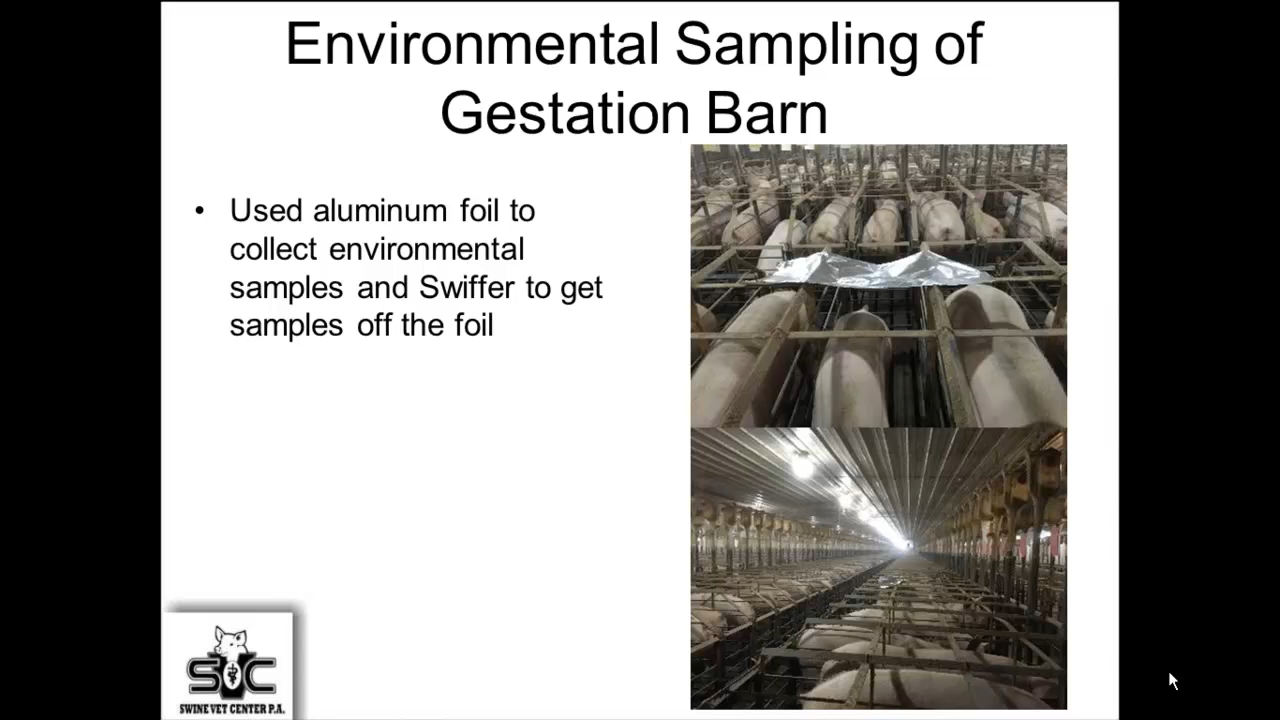 Environmental Sampling of
Gestation Barn
• Used aluminum foil to
collect environmental
samples and Swiffer to get
samples off the foil
SVC
SWINE VET CENTER P.A.